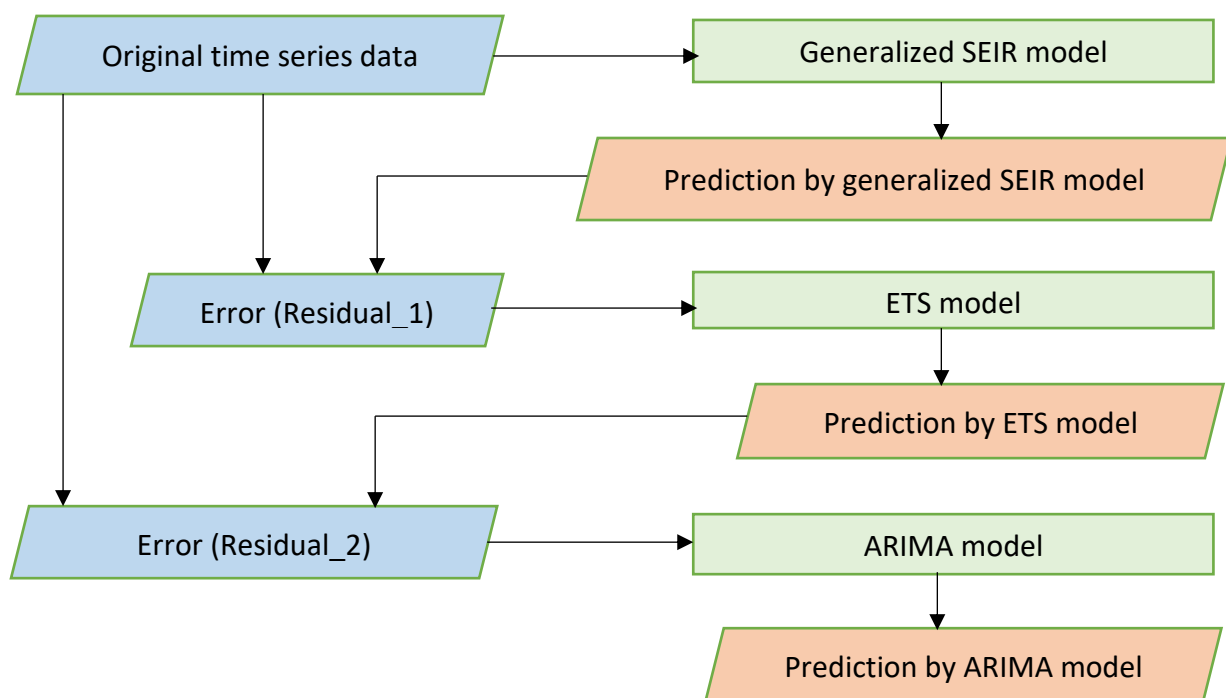 Original time series data
Generalized SEIR model
Prediction by generalized SEIR model
Error (Residual_1)
ETS model
Prediction by ETS model
Error (Residual_2)
ARIMA model
Prediction by ARIMA model